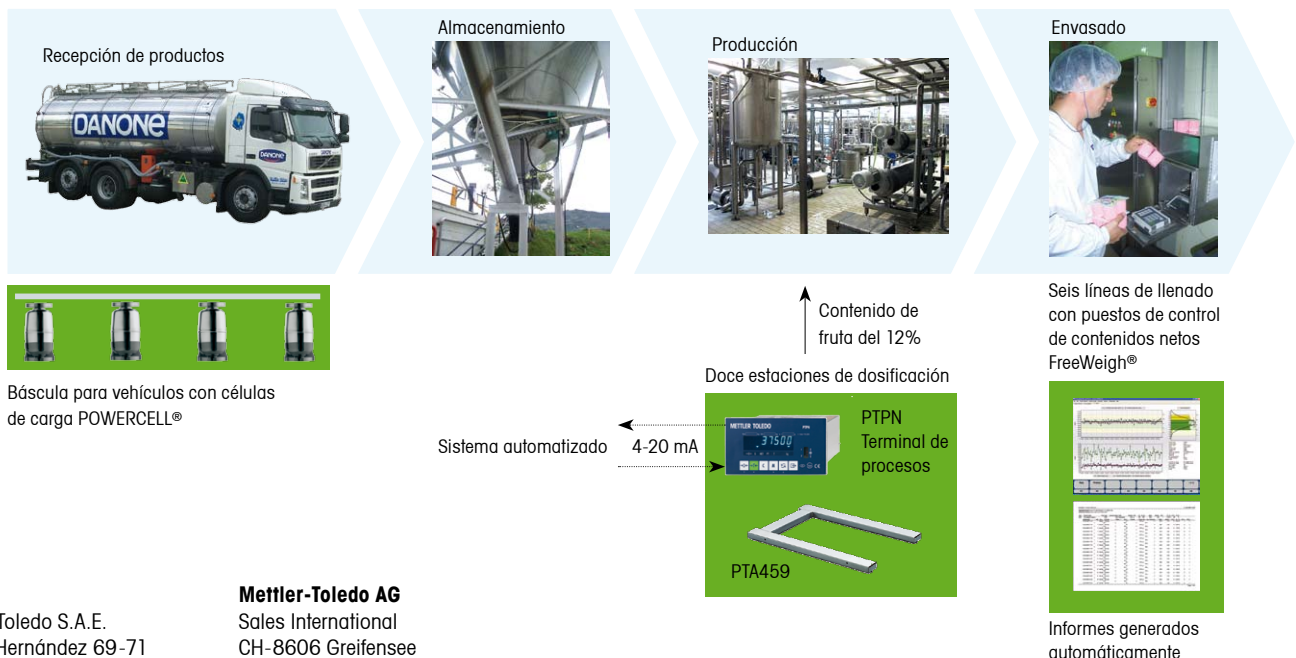 Recepción de productos
DANONE
DANONE
Almacenamiento
Producción
Envasado
Báscula para vehículos con células
de carga POWERCELL®
Contenido de
fruta del 12%
Doce estaciones de dosificación
Sistema automatizado
4-20 mA
METTLER TOLEDO
PTPN
37500
PTPN
Terminal de
procesos
PTA459
Seis líneas de llenado
con puestos de control
de contenidos netos
FreeWeigh®
Informes generados
automáticamente
Toledo S.A.E.
Hernández 69-71
Mettler-Toledo AG
Sales International
CH-8606 Greifensee